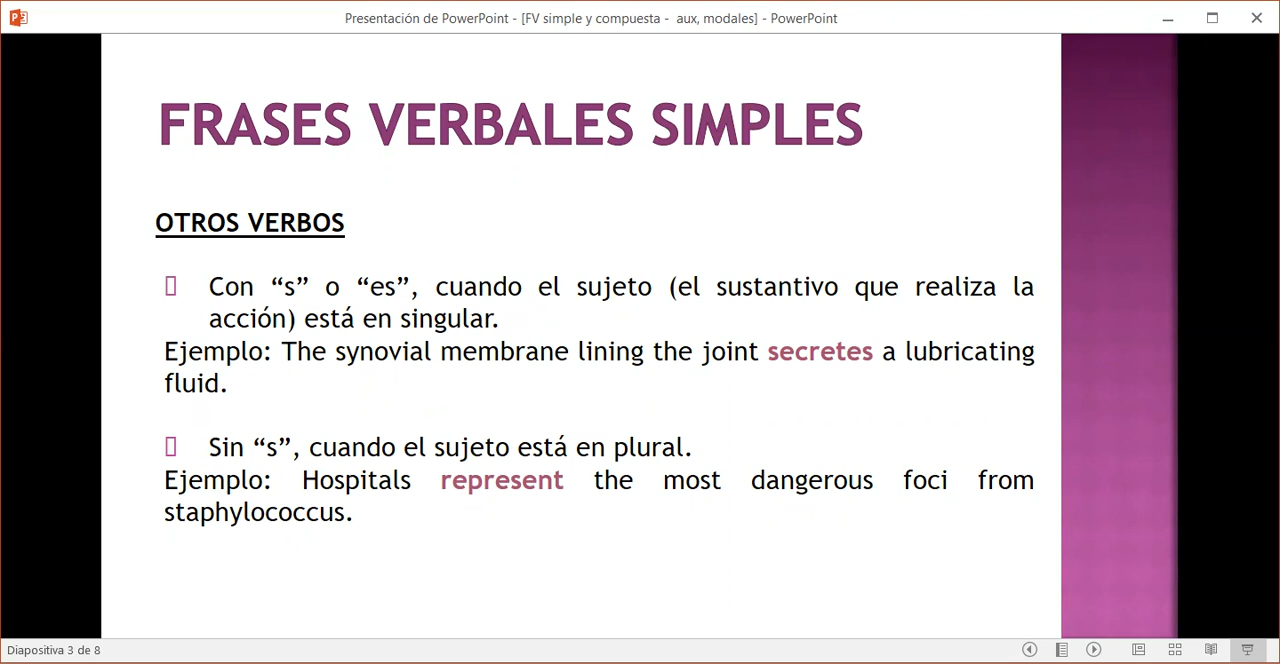 Presentación de PowerPoint - [FV simple y compuesta - aux, modales] - PowerPoint
FRASES VERBALES SIMPLES
OTROS VERBOS
Con “s” o “es”, cuando el sujeto (el sustantivo que realiza la
acción) está en singular.
Ejemplo: The synovial membrane lining the joint secretes a lubricating
fluid.
Sin “s”, cuando el sujeto está en plural.
Ejemplo: Hospitals represent the most dangerous foci from
staphylococcus.
Diapositiva 3 de 8